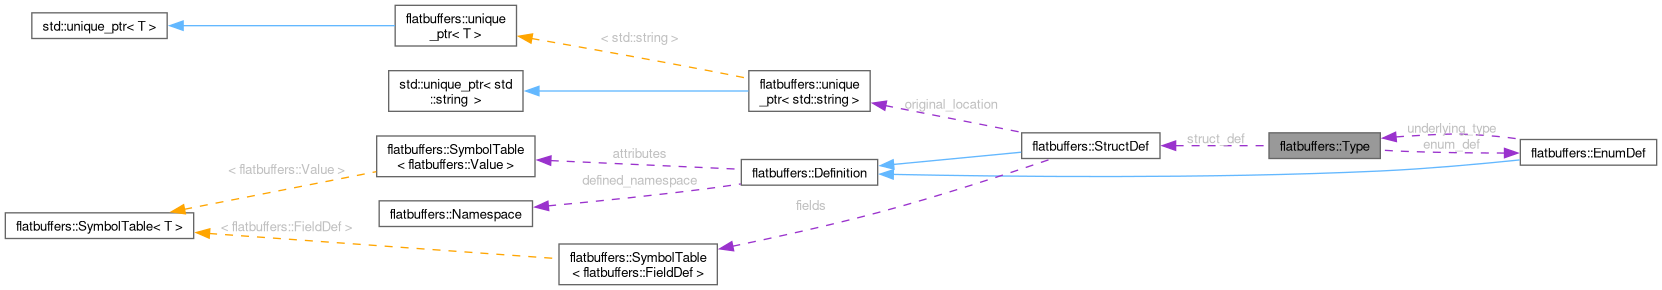 std::unique_ptr< T >
flatbuffers::unique
_ptr< T >
< std::string >
std::unique_ptr< std
::string >
flatbuffers::unique
_ptr< std::string >
original_location
flatbuffers::StructDef
struct_def
flatbuffers::Type
underlying_type
enum_def
flatbuffers::EnumDef
flatbuffers::SymbolTable
< flatbuffers::Value >
attributes
flatbuffers::Definition
< flatbuffers::Value >
defined_namespace
flatbuffers::Namespace
fields
flatbuffers::SymbolTable< T >
< flatbuffers::FieldDef >
flatbuffers::SymbolTable
< flatbuffers::FieldDef >